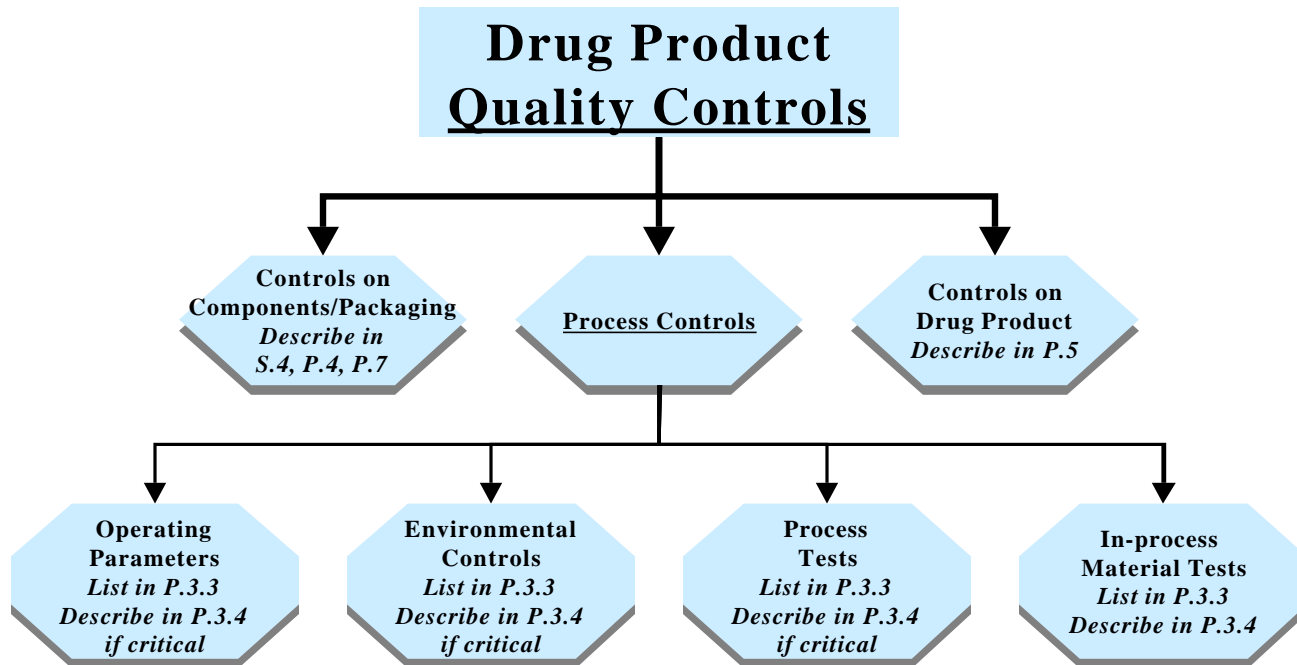 Drug Product
Quality Controls
Controls on
Components/Packaging
Describe in
S.4, P.4, P.7
Process Controls
Controls on
Drug Product
Describe in P.5
Operating
Parameters
List in P.3.3
Describe in P.3.4
if critical
Environmental
Controls
List in P.3.3
Describe in P.3.4
if critical
Process
Tests
List in P.3.3
Describe in P.3.4
if critical
In-process
Material Tests
List in P.3.3
Describe in P.3.4